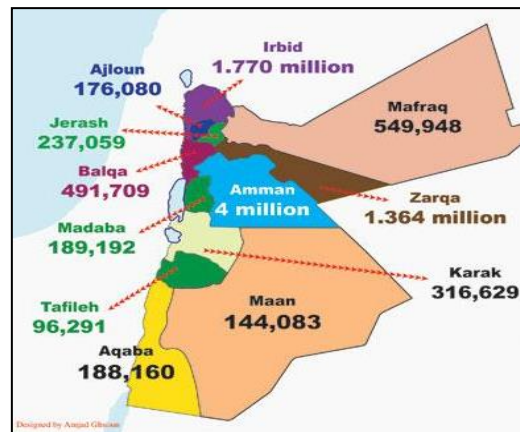 Irbid
1.770 million
Ajloun
176,080
Mafraq
549,948
Jerash
237,059
Balqa
491,709
Amman
4 million
Zarqa
1.364 million
Madaba
189,192
Karak
316,629
Tafileh
96,291
Maan
144,083
Aqaba
188,160
Designed by Amjad Ghsoun